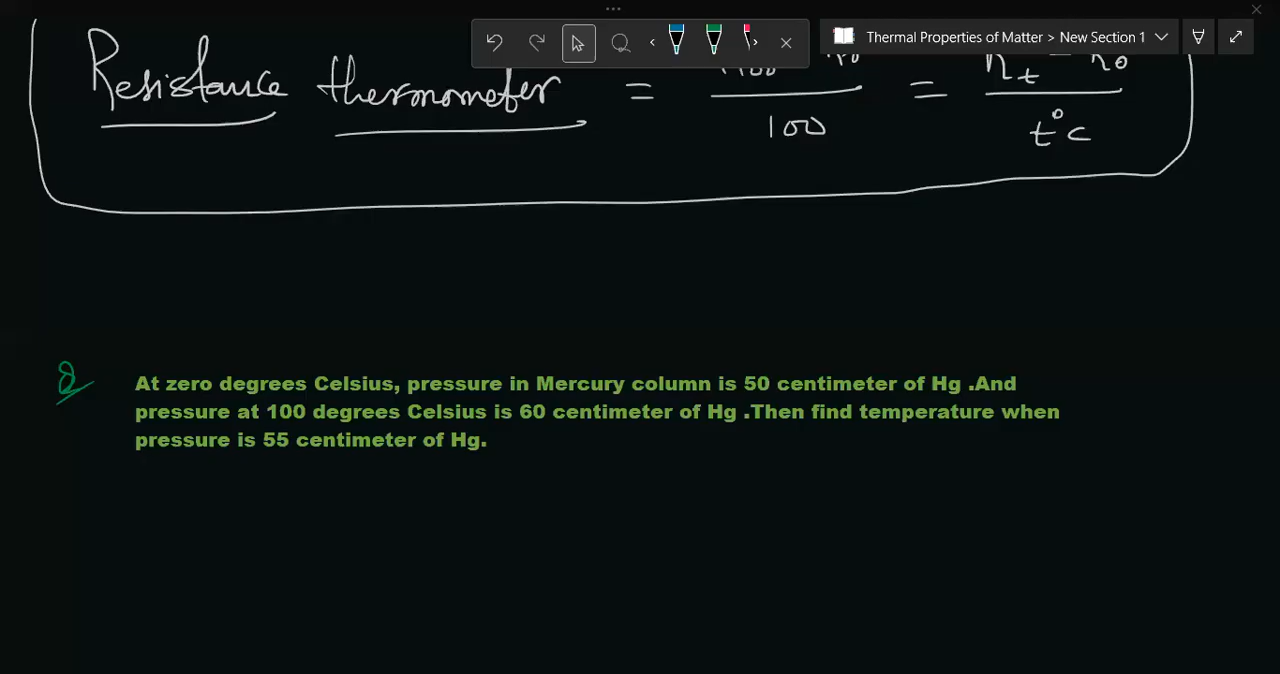 Thermal Properties of Matter > New Section 1
Resistance thermometer = 100 = Rt - R0
t°C
At zero degrees Celsius, pressure in Mercury column is 50 centimeter of Hg .And
pressure at 100 degrees Celsius is 60 centimeter of Hg .Then find temperature when
pressure is 55 centimeter of Hg.